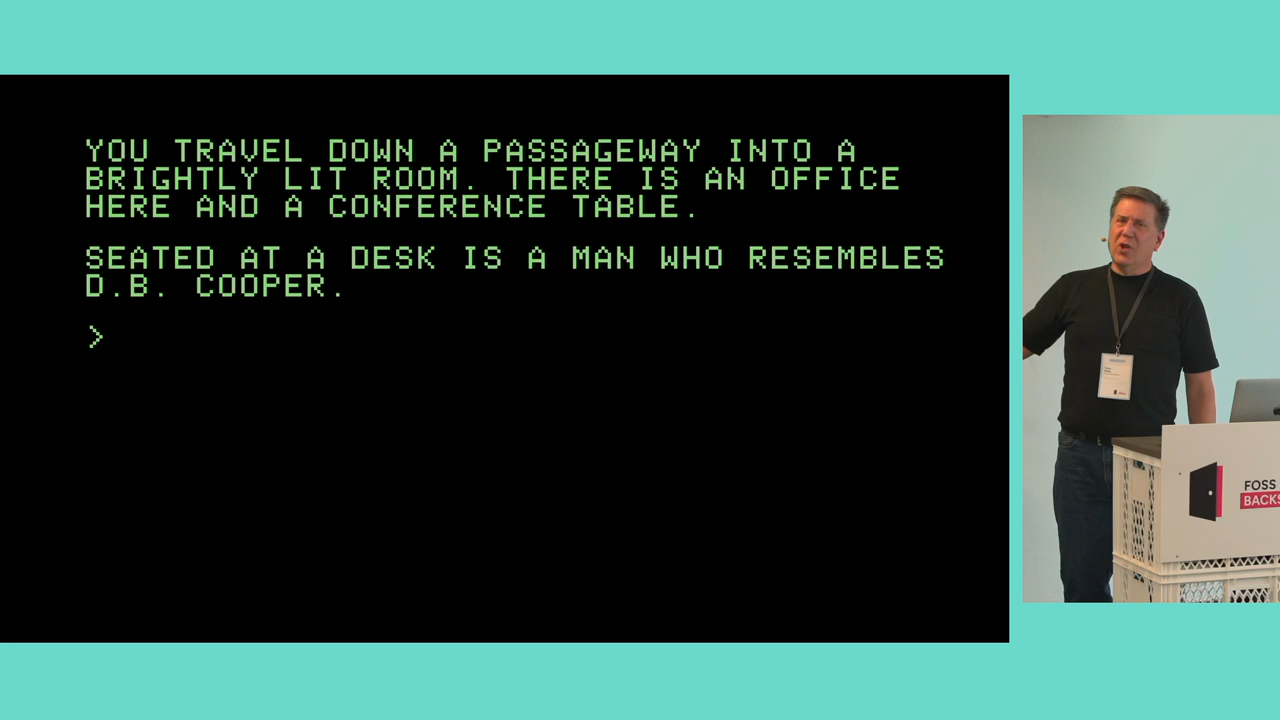 YOU TRAVEL DOWN A PASSAGEWAY INTO A
BRIGHTLY LIT ROOM. THERE IS AN OFFICE
HERE AND A CONFERENCE TABLE.
SEATED AT A DESK IS A MAN WHO RESEMBLES
D.B. COOPER.
>
FOSS
BACKS